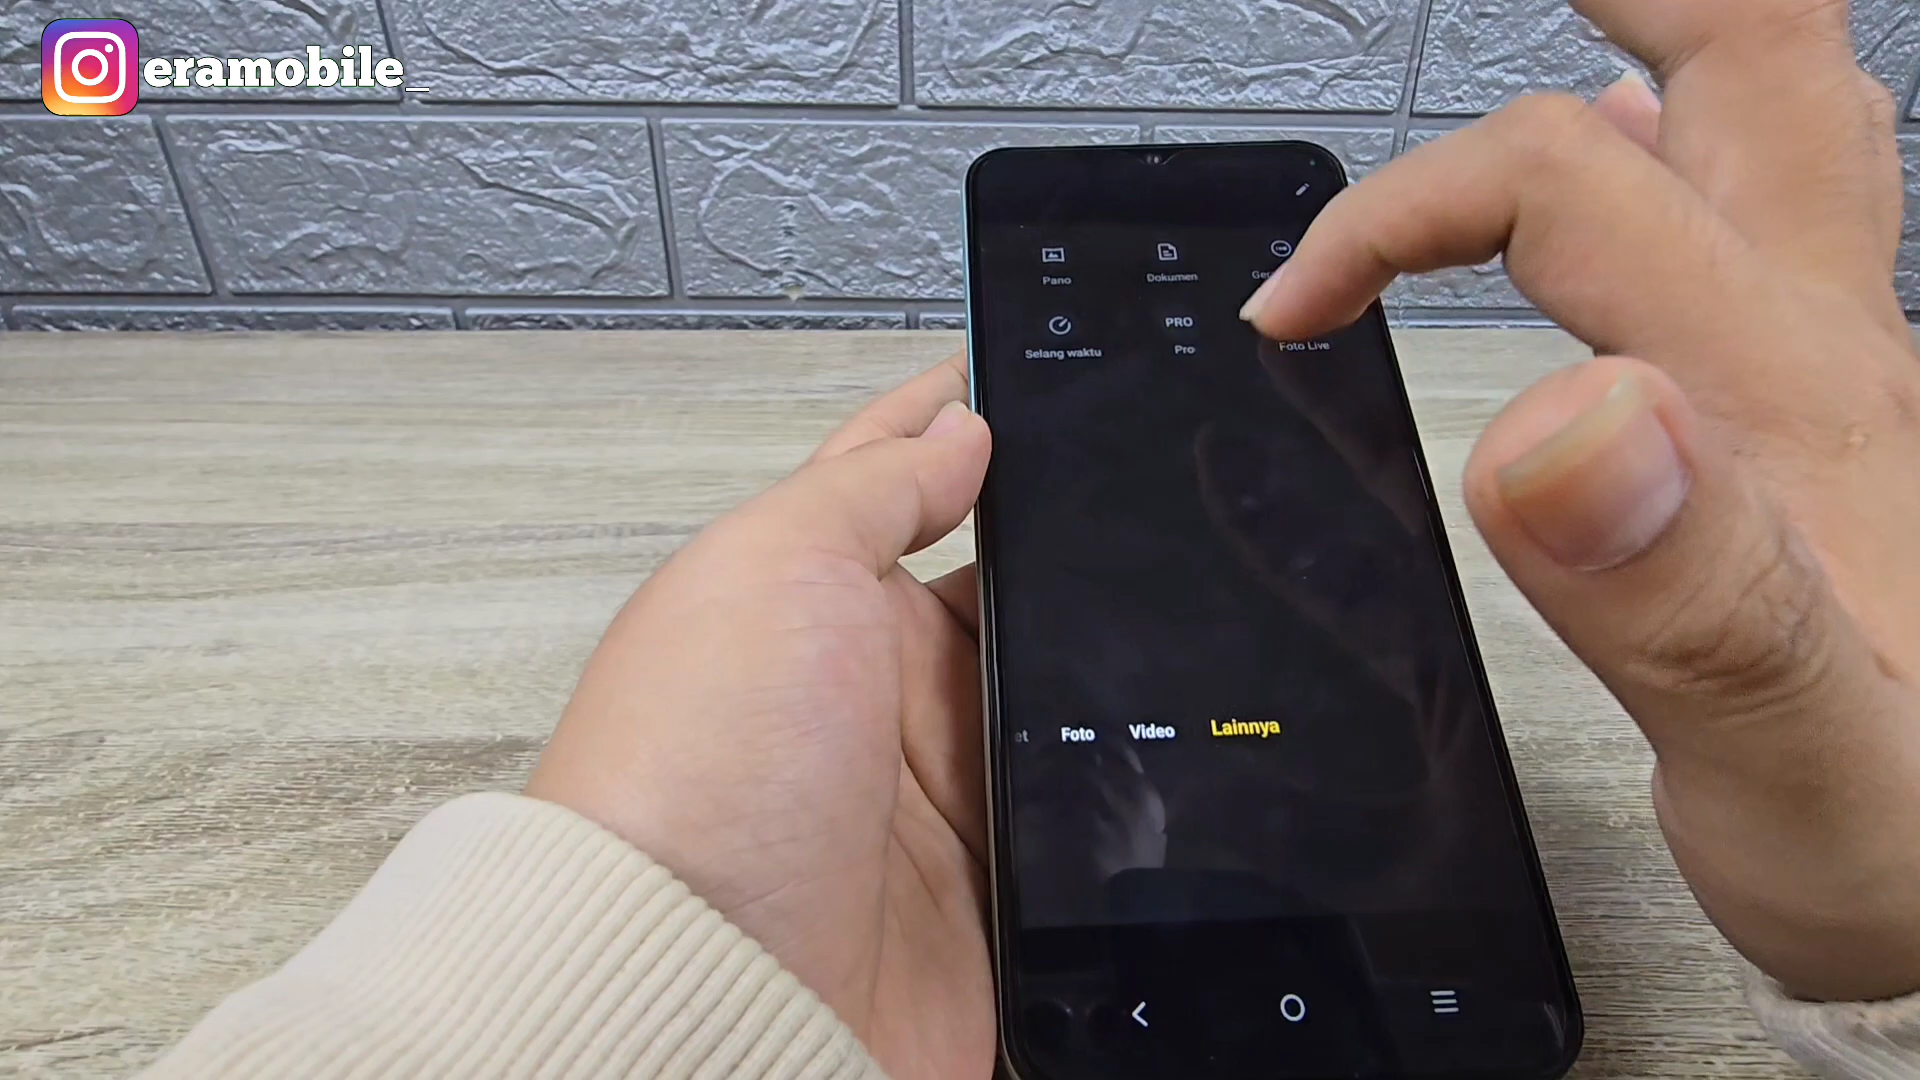 eramobile_
Pano
Dokumen
Selang waktu
PRO
Pro
Foto Live
Foto
Video
Lainnya